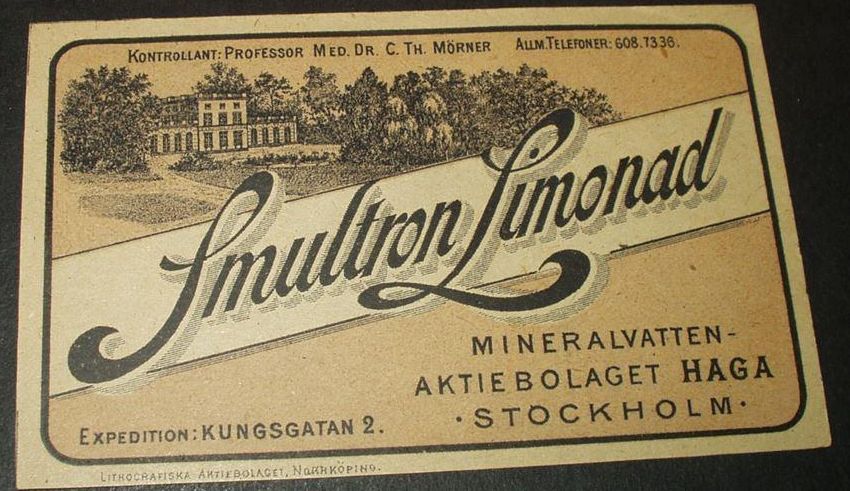 KONTROLLANT: PROFESSOR MED. DR. C. TH. MÖRNER ALLM. TELEFONER: 608. 7336.
Smultron Limonad
MINERALVATTEN-
AKTIEBOLAGET HAGA
· STOCKHOLM ·
EXPEDITION: KUNGSGATAN 2.
LITHOGRAFISKA AKTIEBOLAGET, NORRKÖPING.